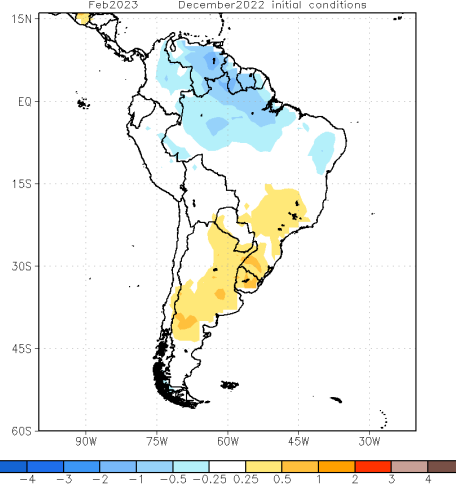 Feb2023 December2022 initial conditions
15N
EQ
15S
30S
45S
60S
90W 75W 60W 45W 30W
-4 -3 -2 -1 -0.5 -0.25 0.25 0.5 1 2 3 4